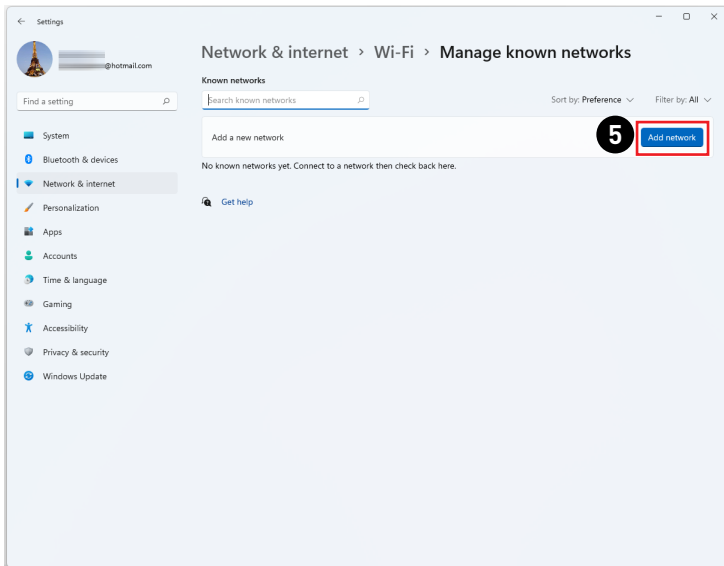 Settings
@hotmail.com
Find a setting
System
Bluetooth & devices
Network & internet
Personalization
Apps
Accounts
Time & language
Gaming
Accessibility
Privacy & security
Windows Update
Network & internet > Wi-Fi > Manage known networks
Known networks
Search known networks
Sort by: Preference
Filter by: All
Add a new network
5
Add network
No known networks yet. Connect to a network then check back here.
Get help